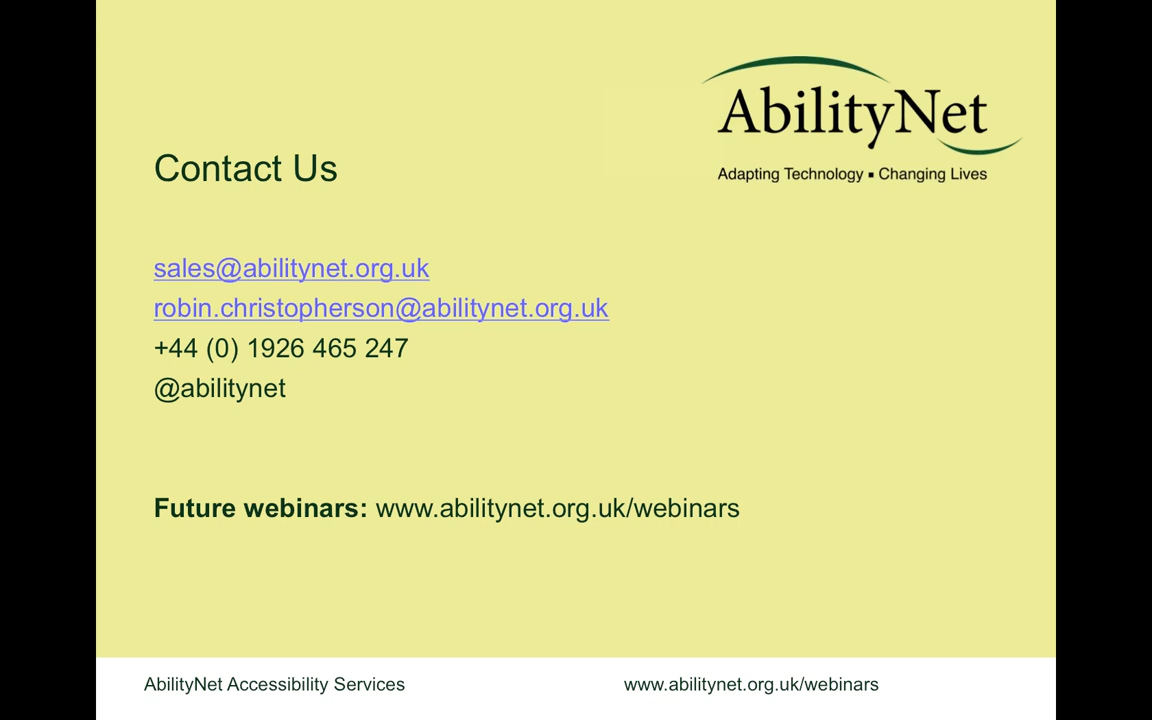 AbilityNet
Adapting Technology ▪ Changing Lives
Contact Us
sales@abilitynet.org.uk
robin.christopherson@abilitynet.org.uk
+44 (0) 1926 465 247
@abilitynet
Future webinars: www.abilitynet.org.uk/webinars
AbilityNet Accessibility Services
www.abilitynet.org.uk/webinars